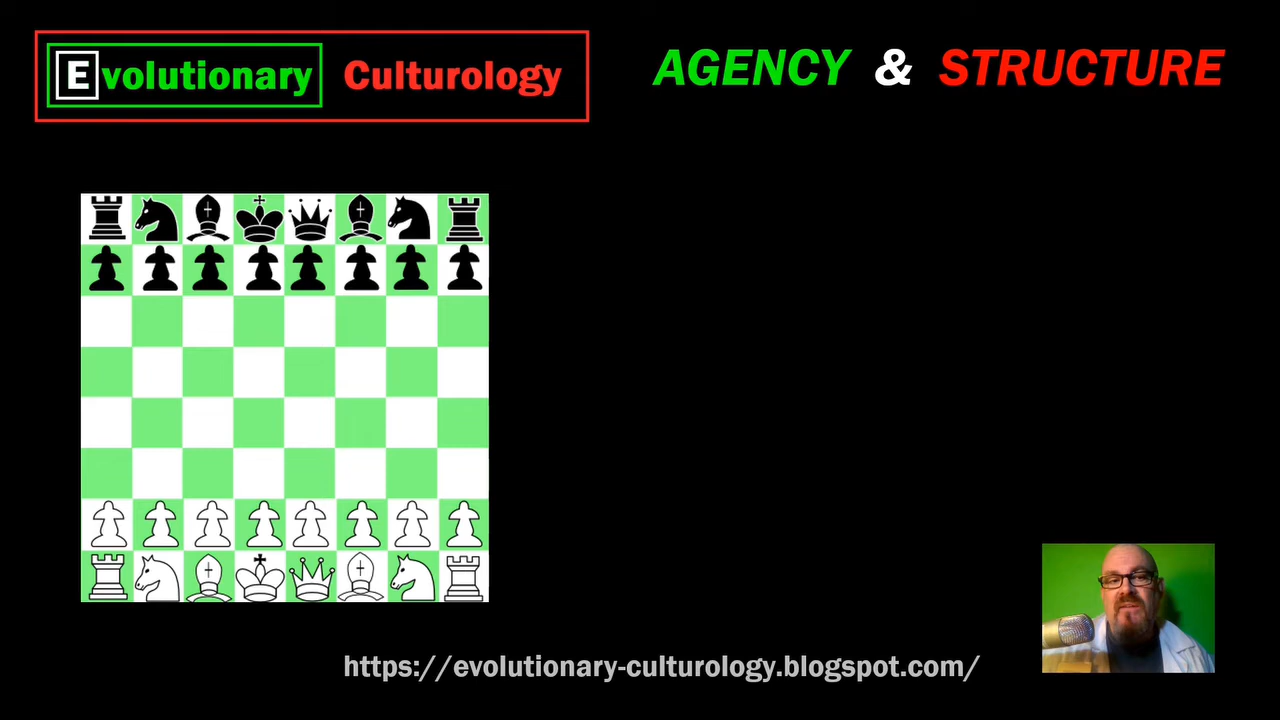 Evolutionary Culturology
AGENCY & STRUCTURE
https://evolutionary-culturology.blogspot.com/